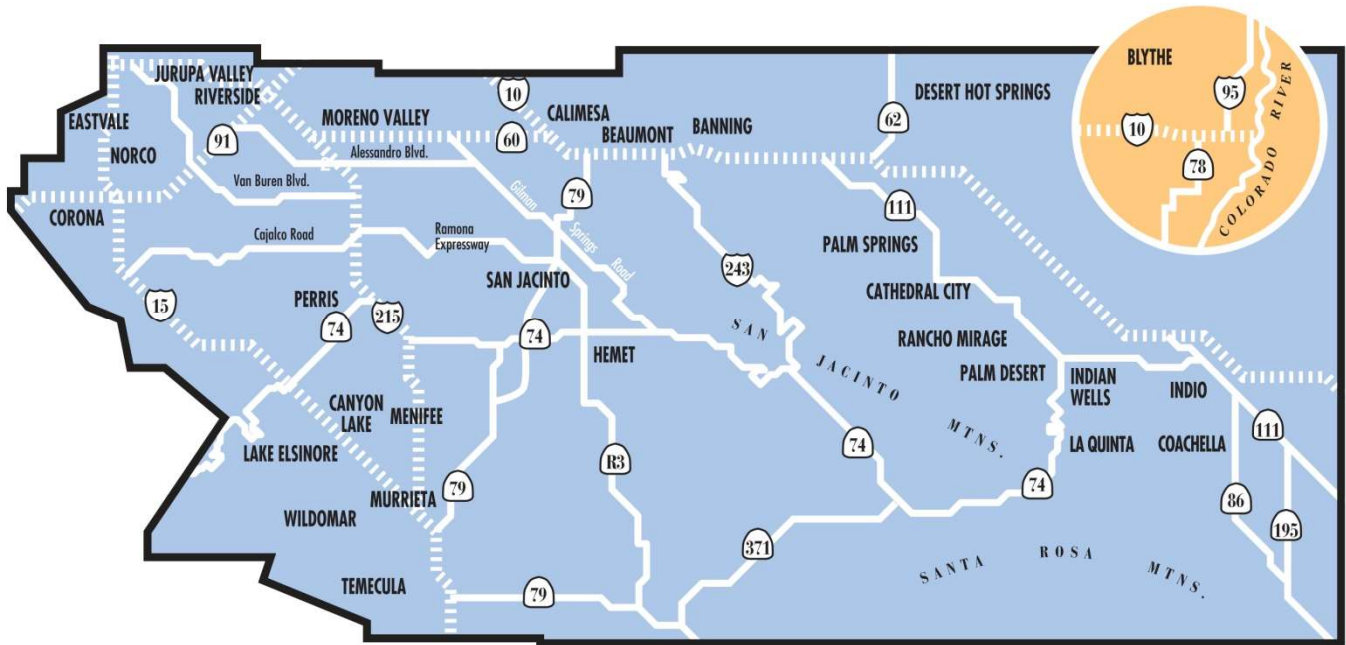 JURUPA VALLEY
RIVERSIDE
EASTVALE
NORCO
91
MORENO VALLEY
Alessandro Blvd.
Van Buren Blvd.
CORONA
Cajalco Road
Ramona
Expressway
10
60
CALIMESA
BEAUMONT
BANNING
79
Gilman
Springs
Road
62
DESERT HOT SPRINGS
111
PALM SPRINGS
243
CATHEDRAL CITY
RANCHO MIRAGE
PALM DESERT
INDIAN
WELLS
INDIO
LA QUINTA
COACHELLA
111
86
195
15
PERRIS
74
215
SAN JACINTO
74
HEMET
SAN JACINTO MTNS.
CANYON
LAKE
MENIFEE
LAKE ELSINORE
MURRIETA
79
R3
74
74
WILDOMAR
TEMECULA
79
371
SANTA ROSA MTNS.
BLYTHE
95
10
78
COLORADO RIVER